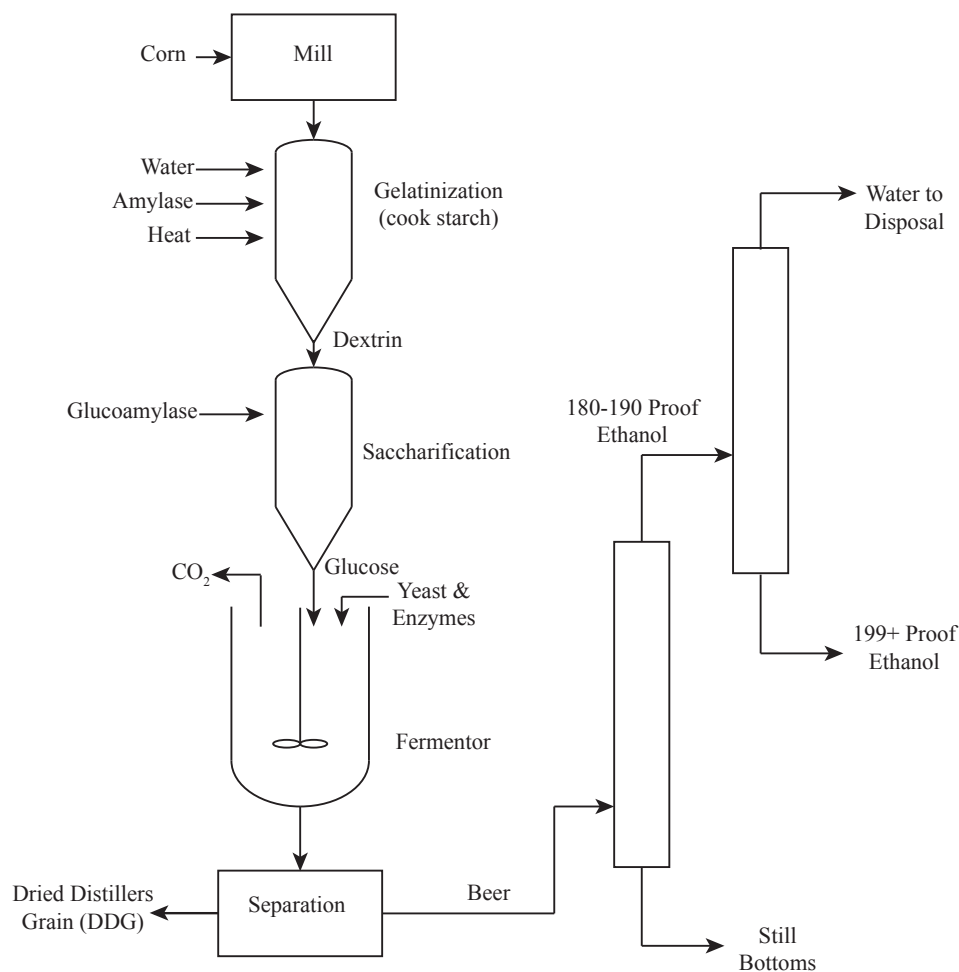 Corn
Mill
Water
Amylase
Heat
Gelatinization
(cook starch)
Dextrin
Glucoamylase
Saccharification
Glucose
CO2
Yeast &
Enzymes
Fermentor
Separation
Dried Distillers
Grain (DDG)
Beer
180-190 Proof
Ethanol
Water to
Disposal
199+ Proof
Ethanol
Still
Bottoms